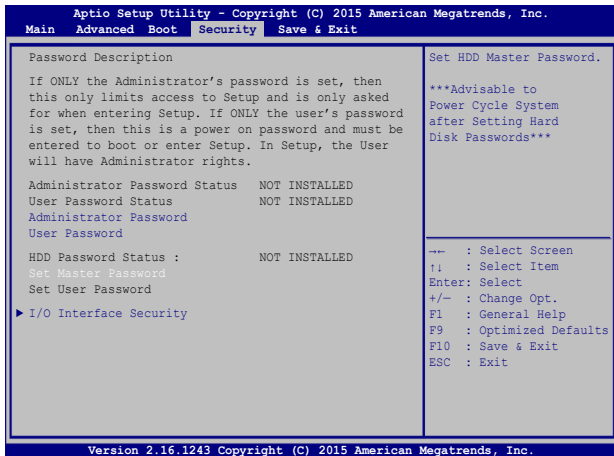 Aptio Setup Utility - Copyright (C) 2015 American Megatrends, Inc.
Main Advanced Boot Security Save & Exit
Password Description
If ONLY the Administrator's password is set, then
this only limits access to Setup and is only asked
for when entering Setup. If ONLY the user's password
is set, then this is a power on password and must be
entered to boot or enter Setup. In Setup, the User
will have Administrator rights.
Administrator Password Status NOT INSTALLED
User Password Status NOT INSTALLED
Administrator Password
User Password
HDD Password Status : NOT INSTALLED
Set Master Password
Set User Password
▶ I/O Interface Security
Set HDD Master Password.
***Advisable to
Power Cycle System
after Setting Hard
Disk Passwords***
→← : Select Screen
↑↓ : Select Item
Enter: Select
+/− : Change Opt.
F1 : General Help
F9 : Optimized Defaults
F10 : Save & Exit
ESC : Exit
Version 2.16.1243 Copyright (C) 2015 American Megatrends, Inc.